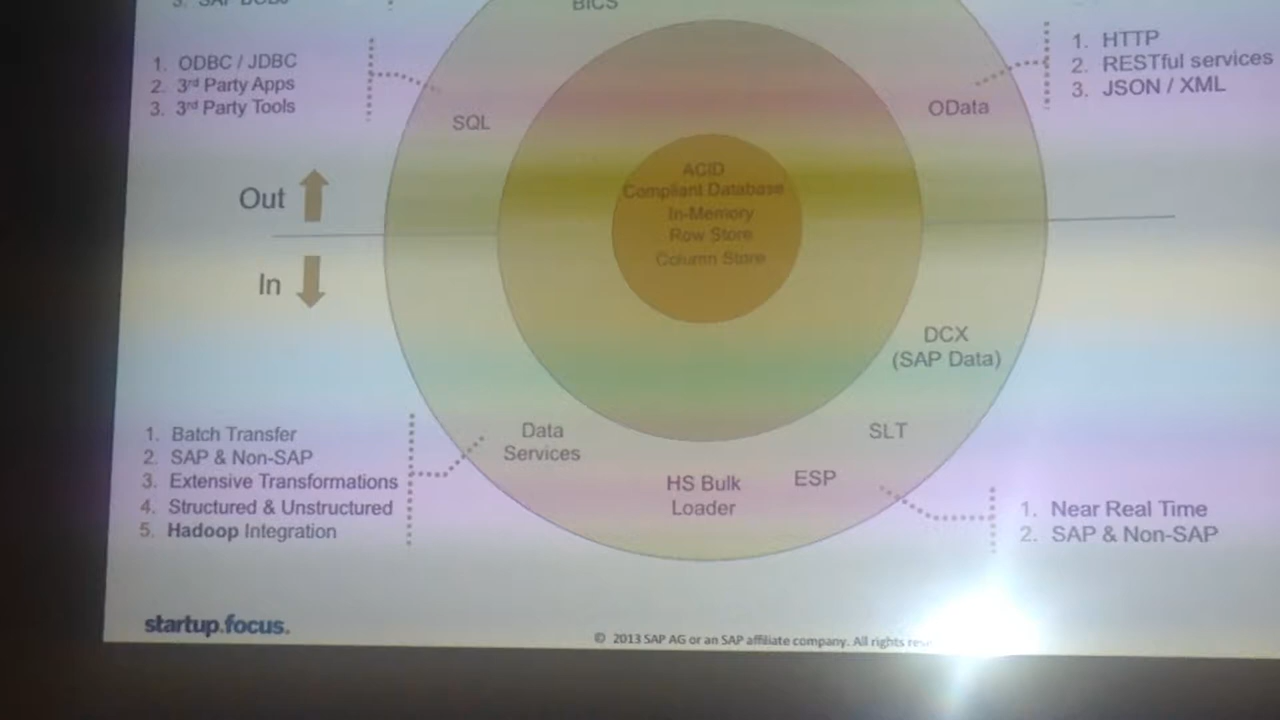 3. SAP BOBJ
BICS
1. ODBC / JDBC
2. 3rd Party Apps
3. 3rd Party Tools
SQL
OData
1. HTTP
2. RESTful services
3. JSON / XML
ACID
Compliant Database
In-Memory
Row Store
Column Store
Out
In
DCX
(SAP Data)
SLT
ESP
HS Bulk
Loader
Data
Services
1. Batch Transfer
2. SAP & Non-SAP
3. Extensive Transformations
4. Structured & Unstructured
5. Hadoop Integration
1. Near Real Time
2. SAP & Non-SAP
startup.focus.
© 2013 SAP AG or an SAP affiliate company. All rights